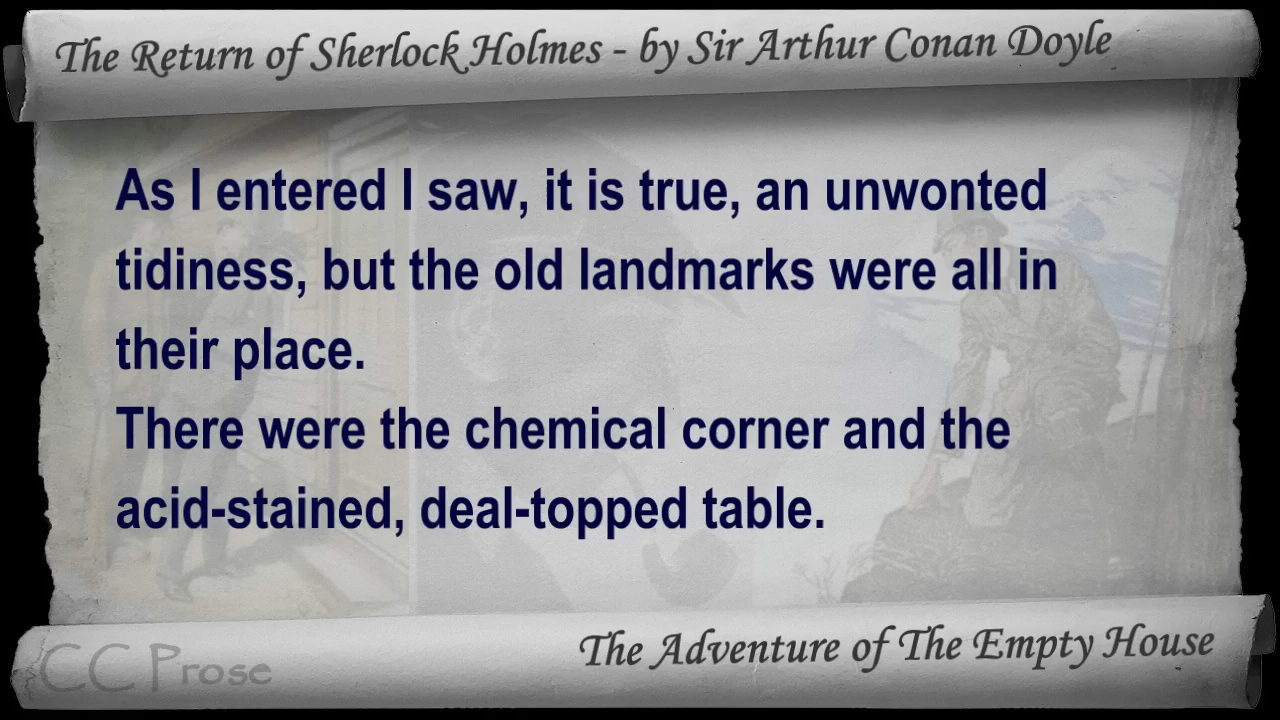 The Return of Sherlock Holmes - by Sir Arthur Conan Doyle
As I entered I saw, it is true, an unwonted
tidiness, but the old landmarks were all in
their place.
There were the chemical corner and the
acid-stained, deal-topped table.
The Adventure of The Empty House
CC Prose